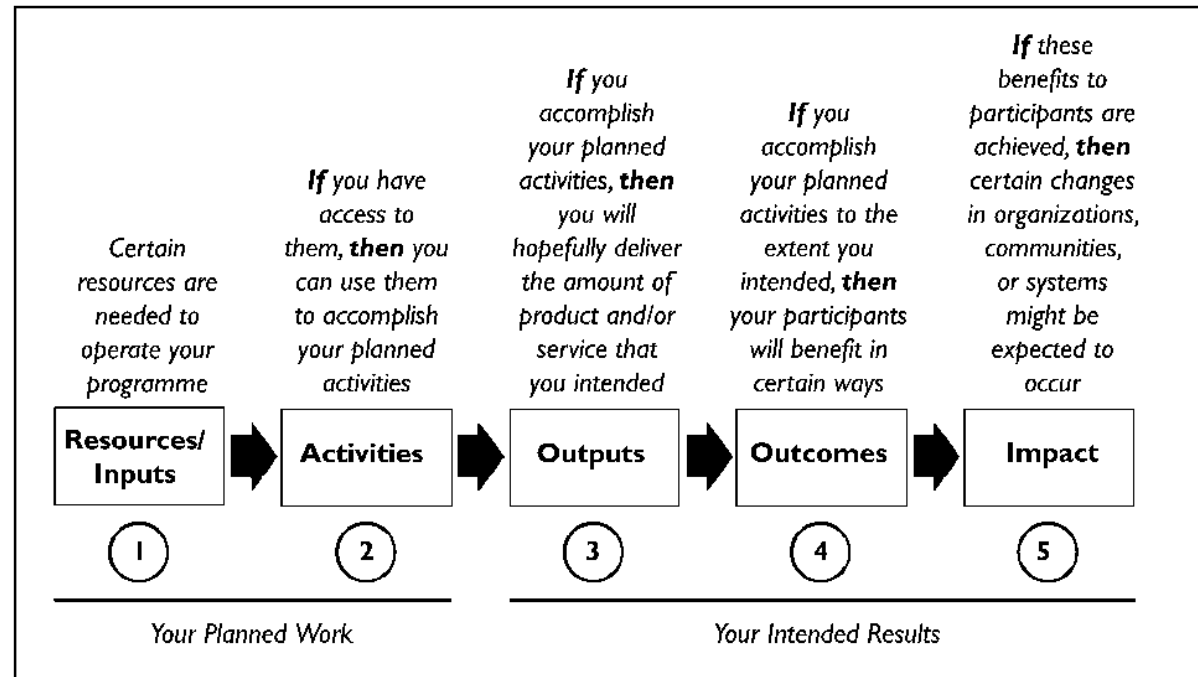 Certain
resources are
needed to
operate your
programme
If you have
access to
them, then you
can use them
to accomplish
your planned
activities
If you
accomplish
your planned
activities, then
you will
hopefully deliver
the amount of
product and/or
service that
you intended
If you
accomplish
your planned
activities to the
extent you
intended, then
your participants
will benefit in
certain ways
If these
benefits to
participants are
achieved, then
certain changes
in organizations,
communities,
or systems
might be
expected to
occur
Resources/
Inputs
Activities
Outputs
Outcomes
Impact
1
2
3
4
5
Your Planned Work
Your Intended Results